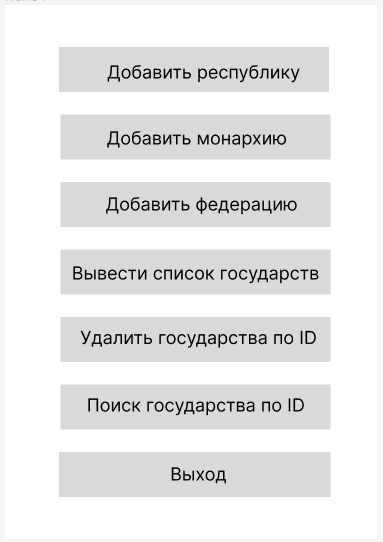 Добавить республику
Добавить монархию
Добавить федерацию
Вывести список государств
Удалить государства по ID
Поиск государства по ID
Выход